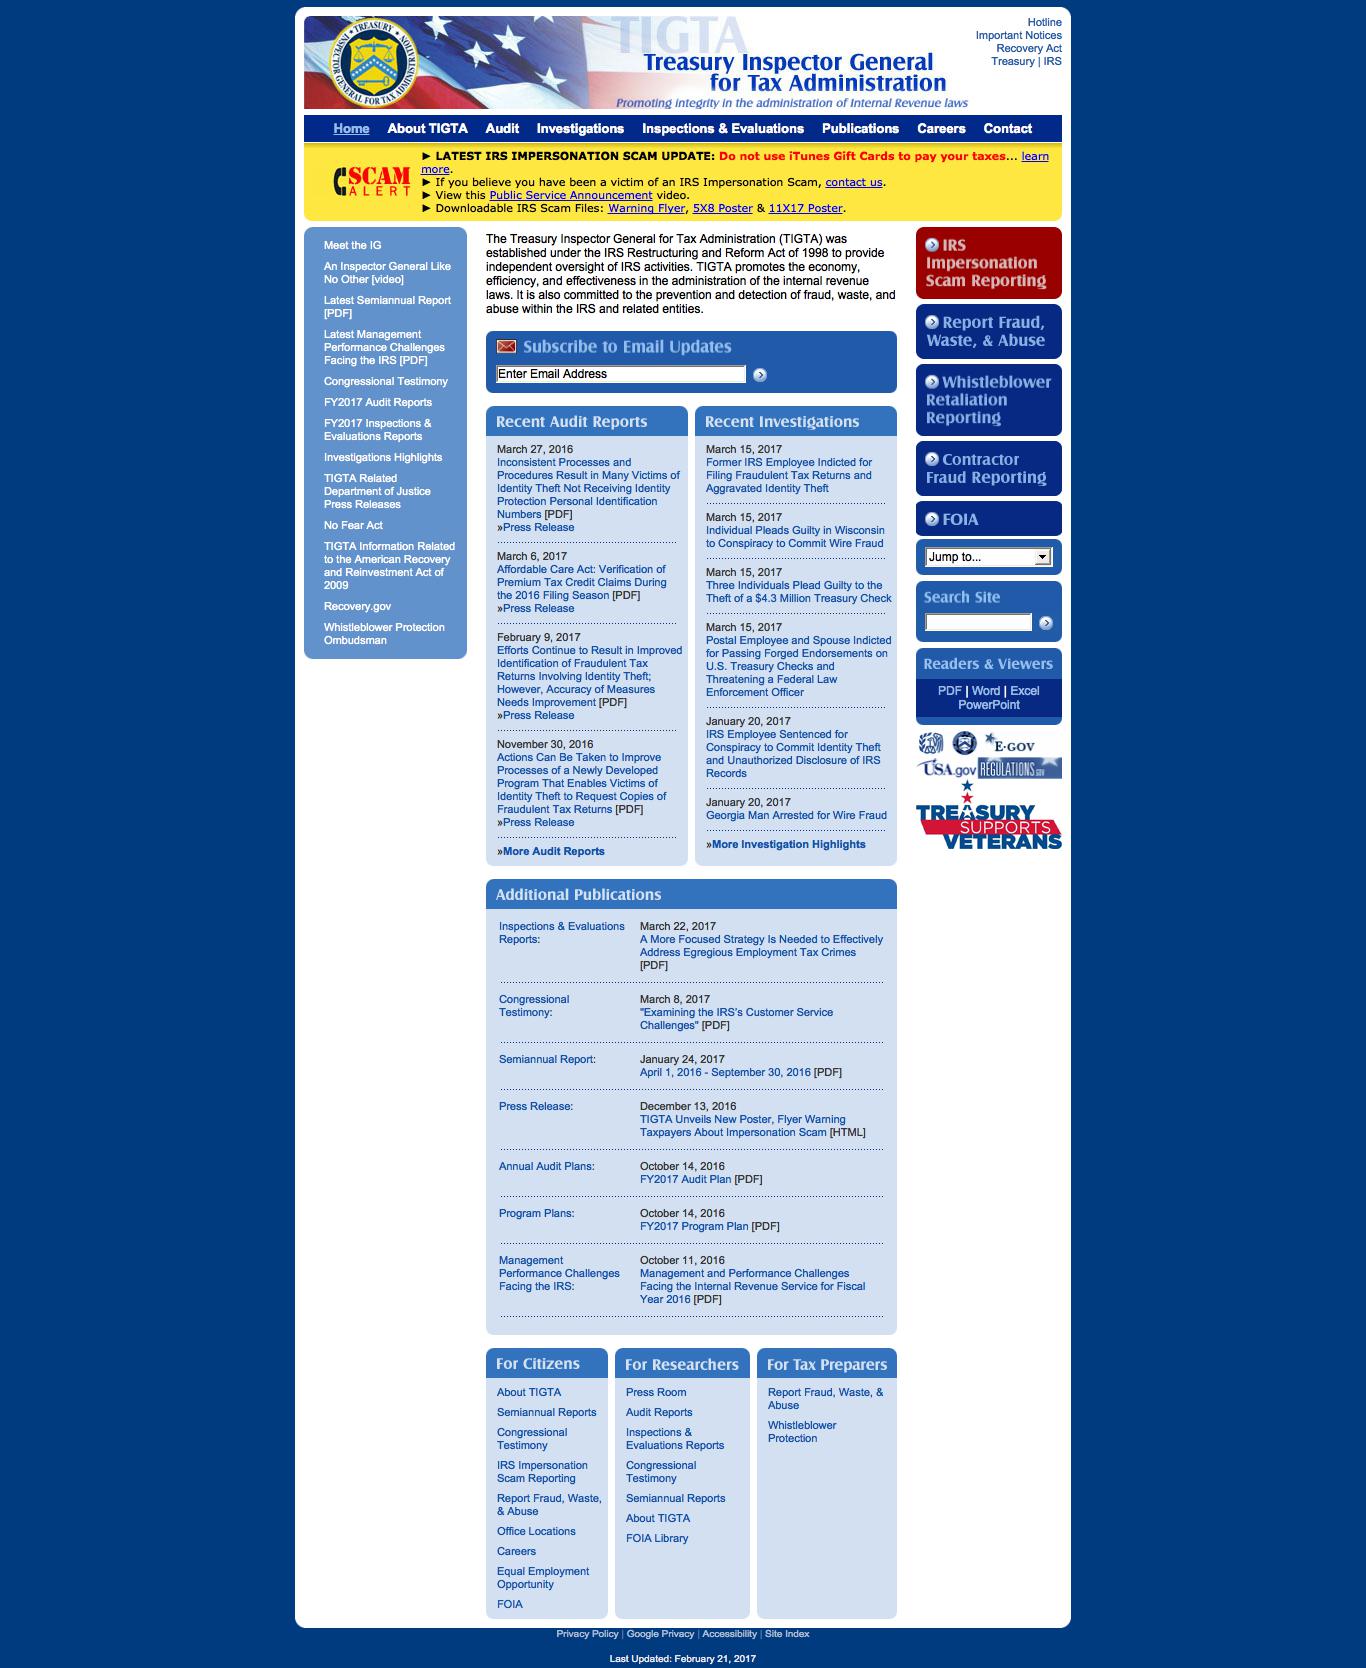 TREASURY
INSPECTOR GENERAL FOR TAX ADMINISTRATION
TIGTA
Treasury Inspector General
for Tax Administration
Promoting integrity in the administration of Internal Revenue laws
Hotline
Important Notices
Recovery Act
Treasury | IRS
Home About TIGTA Audit Investigations Inspections & Evaluations Publications Careers Contact
SCAM
ALERT
► LATEST IRS IMPERSONATION SCAM UPDATE: Do not use iTunes Gift Cards to pay your taxes... learn
more.
► If you believe you have been a victim of an IRS Impersonation Scam, contact us.
► View this Public Service Announcement video.
► Downloadable IRS Scam Files: Warning Flyer, 5X8 Poster & 11X17 Poster.
Meet the IG
An Inspector General Like
No Other [video]
Latest Semiannual Report
[PDF]
Latest Management
Performance Challenges
Facing the IRS [PDF]
Congressional Testimony
FY2017 Audit Reports
FY2017 Inspections &
Evaluations Reports
Investigations Highlights
TIGTA Related
Department of Justice
Press Releases
No Fear Act
TIGTA Information Related
to the American Recovery
and Reinvestment Act of
2009
Recovery.gov
Whistleblower Protection
Ombudsman
The Treasury Inspector General for Tax Administration (TIGTA) was
established under the IRS Restructuring and Reform Act of 1998 to provide
independent oversight of IRS activities. TIGTA promotes the economy,
efficiency, and effectiveness in the administration of the internal revenue
laws. It is also committed to the prevention and detection of fraud, waste, and
abuse within the IRS and related entities.
Subscribe to Email Updates
Enter Email Address
Recent Audit Reports
March 27, 2016
Inconsistent Processes and
Procedures Result in Many Victims of
Identity Theft Not Receiving Identity
Protection Personal Identification
Numbers [PDF]
»Press Release
March 6, 2017
Affordable Care Act: Verification of
Premium Tax Credit Claims During
the 2016 Filing Season [PDF]
»Press Release
February 9, 2017
Efforts Continue to Result in Improved
Identification of Fraudulent Tax
Returns Involving Identity Theft;
However, Accuracy of Measures
Needs Improvement [PDF]
»Press Release
November 30, 2016
Actions Can Be Taken to Improve
Processes of a Newly Developed
Program That Enables Victims of
Identity Theft to Request Copies of
Fraudulent Tax Returns [PDF]
»Press Release
»More Audit Reports
Recent Investigations
March 15, 2017
Former IRS Employee Indicted for
Filing Fraudulent Tax Returns and
Aggravated Identity Theft
March 15, 2017
Individual Pleads Guilty in Wisconsin
to Conspiracy to Commit Wire Fraud
March 15, 2017
Three Individuals Plead Guilty to the
Theft of a $4.3 Million Treasury Check
March 15, 2017
Postal Employee and Spouse Indicted
for Passing Forged Endorsements on
U.S. Treasury Checks and
Threatening a Federal Law
Enforcement Officer
January 20, 2017
IRS Employee Sentenced for
Conspiracy to Commit Identity Theft
and Unauthorized Disclosure of IRS
Records
January 20, 2017
Georgia Man Arrested for Wire Fraud
»More Investigation Highlights
IRS
Impersonation
Scam Reporting
Report Fraud,
Waste, & Abuse
Whistleblower
Retaliation
Reporting
Contractor
Fraud Reporting
FOIA
Jump to...
Search Site
Readers & Viewers
PDF | Word | Excel
PowerPoint
E-GOV
USA.gov REGULATIONS.GOV
TREASURY
SUPPORTS
VETERANS
Additional Publications
Inspections & Evaluations
Reports:
March 22, 2017
A More Focused Strategy Is Needed to Effectively
Address Egregious Employment Tax Crimes
[PDF]
Congressional
Testimony:
March 8, 2017
"Examining the IRS's Customer Service
Challenges" [PDF]
Semiannual Report:
January 24, 2017
April 1, 2016 - September 30, 2016 [PDF]
Press Release:
December 13, 2016
TIGTA Unveils New Poster, Flyer Warning
Taxpayers About Impersonation Scam [HTML]
Annual Audit Plans:
October 14, 2016
FY2017 Audit Plan [PDF]
Program Plans:
October 14, 2016
FY2017 Program Plan [PDF]
Management
Performance Challenges
Facing the IRS:
October 11, 2016
Management and Performance Challenges
Facing the Internal Revenue Service for Fiscal
Year 2016 [PDF]
For Citizens
About TIGTA
Semiannual Reports
Congressional
Testimony
IRS Impersonation
Scam Reporting
Report Fraud, Waste,
& Abuse
Office Locations
Careers
Equal Employment
Opportunity
FOIA
For Researchers
Press Room
Audit Reports
Inspections &
Evaluations Reports
Congressional
Testimony
Semiannual Reports
About TIGTA
FOIA Library
For Tax Preparers
Report Fraud, Waste, &
Abuse
Whistleblower
Protection
Privacy Policy | Google Privacy | Accessibility | Site Index
Last Updated: February 21, 2017